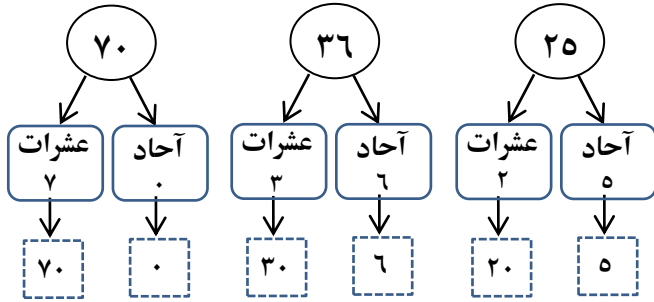 ٢٥ ٣٦ ٧٠
آحاد عشرات آحاد عشرات آحاد عشرات
٥ ٢ ٦ ٣ ٠ ٧
٥ ٢٠ ٦ ٣٠ ٠ ٧٠